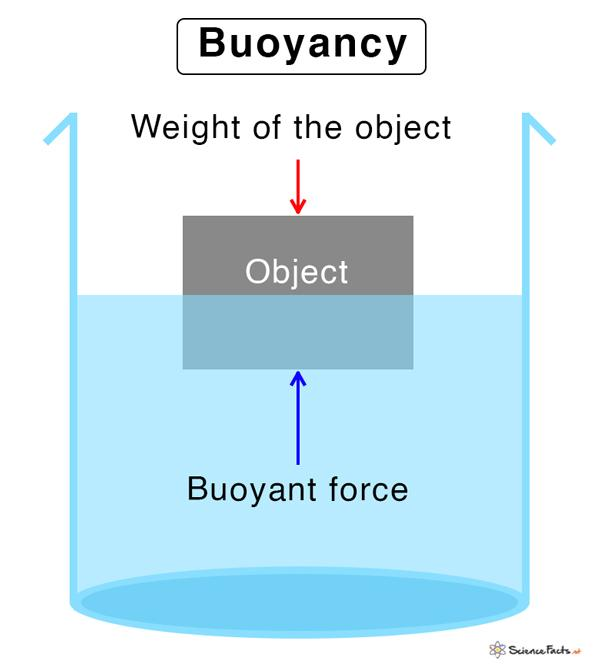 Buoyancy
Weight of the object
Object
Buoyant force
ScienceFacts.net